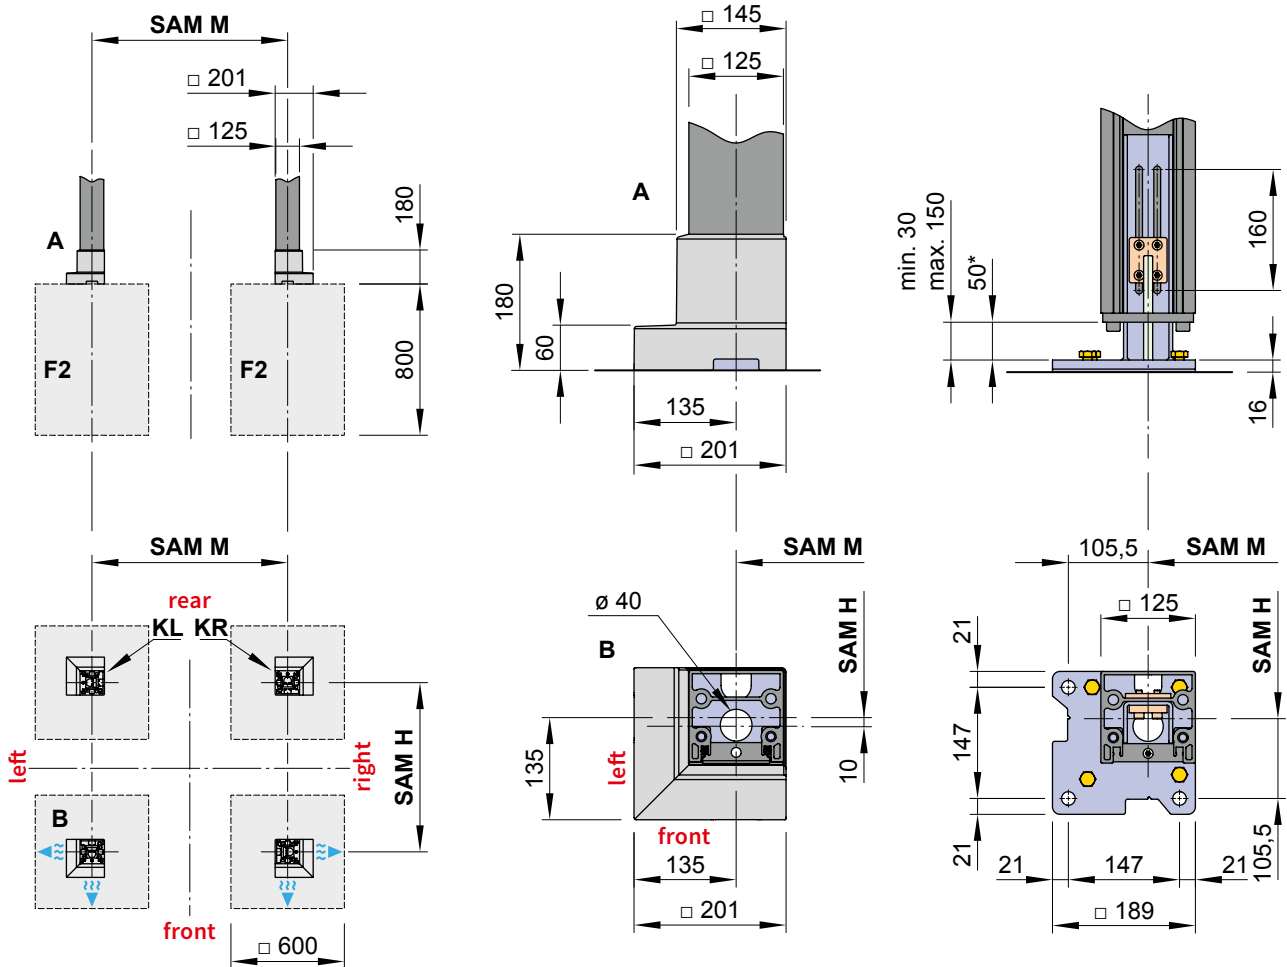 SAM M
□ 201
□ 125
180
A
F2
F2
800
□ 145
□ 125
A
180
60
135
□ 201
min. 30
max. 150
50*
160
16
SAM M
rear
KL KR
left
right
SAM H
B
front
□ 600
SAM M
ø 40
SAM H
B
135
left
10
front
135
□ 201
105,5
SAM M
□ 125
SAM H
21
147
21
105,5
21
147
21
□ 189